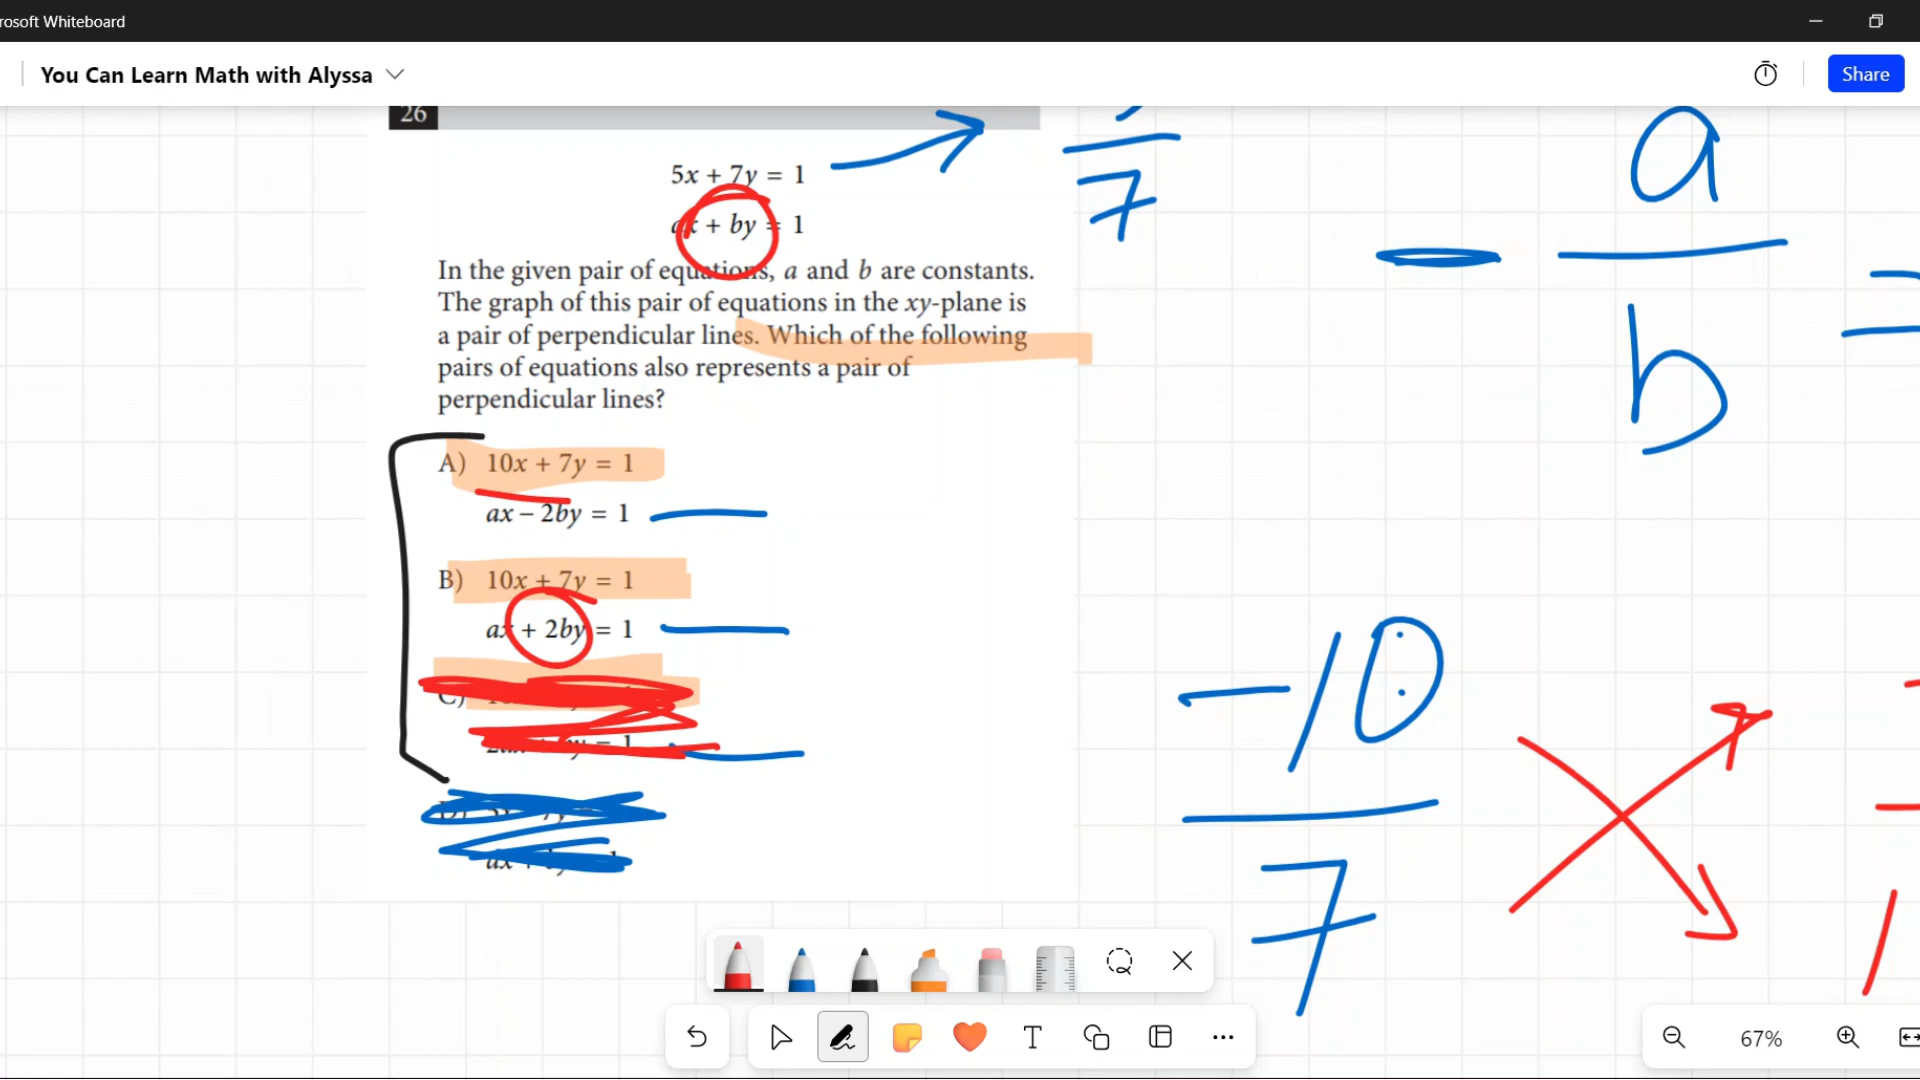 rosoft Whiteboard
You Can Learn Math with Alyssa
Share
26
5x + 7y = 1
ax + by = 1
7
a
b
In the given pair of equations, a and b are constants.
The graph of this pair of equations in the xy-plane is
a pair of perpendicular lines. Which of the following
pairs of equations also represents a pair of
perpendicular lines?
A) 10x + 7y = 1
ax – 2by = 1
B) 10x + 7y = 1
ax + 2by = 1
C)
-10
7
67%